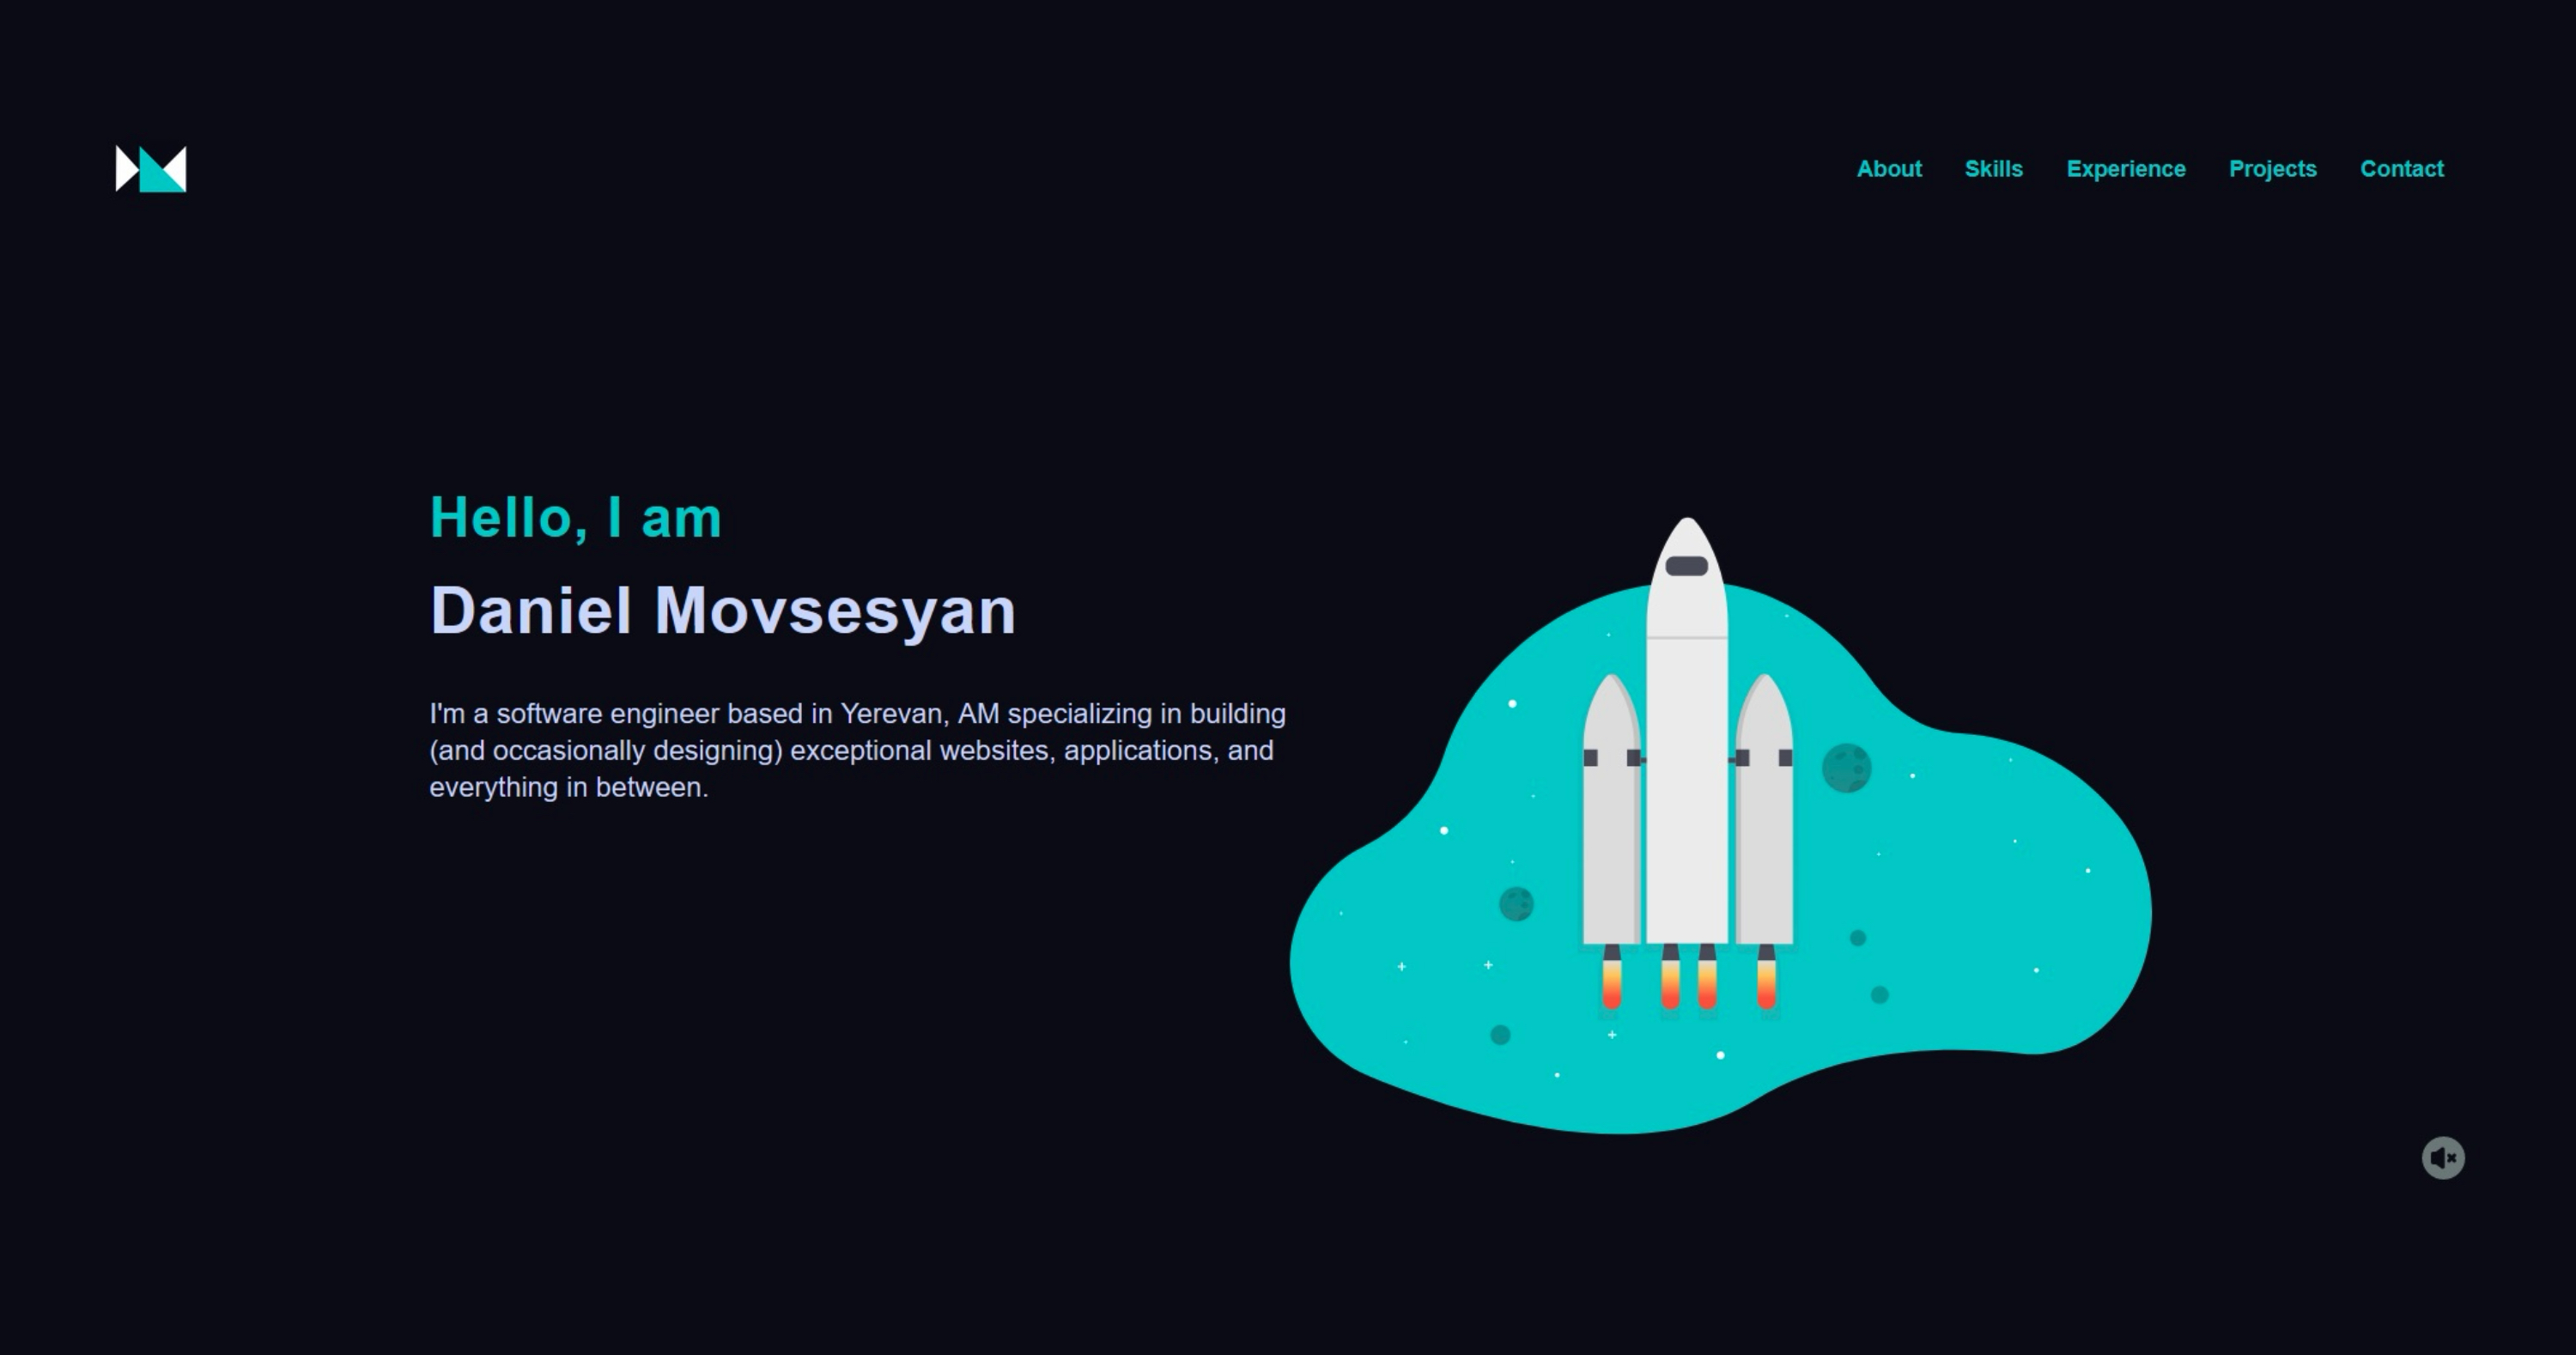 About Skills Experience Projects Contact
Hello, I am
Daniel Movsesyan
I'm a software engineer based in Yerevan, AM specializing in building
(and occasionally designing) exceptional websites, applications, and
everything in between.